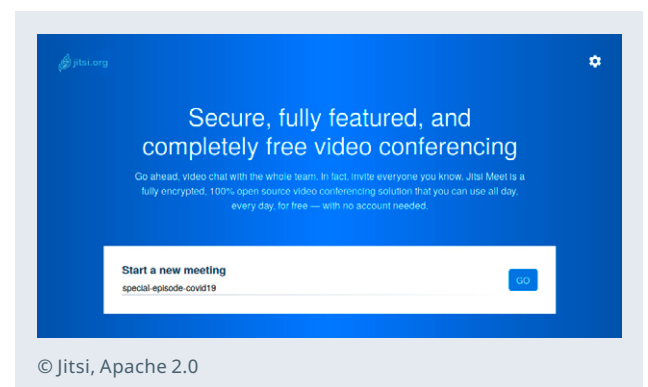 jitsi.org
Secure, fully featured, and
completely free video conferencing
Go ahead, video chat with the whole team. In fact, invite everyone you know. Jitsi Meet is a
fully encrypted, 100% open source video conferencing solution that you can use all day,
every day, for free — with no account needed.
Start a new meeting
special-episode-covid19
GO
© Jitsi, Apache 2.0